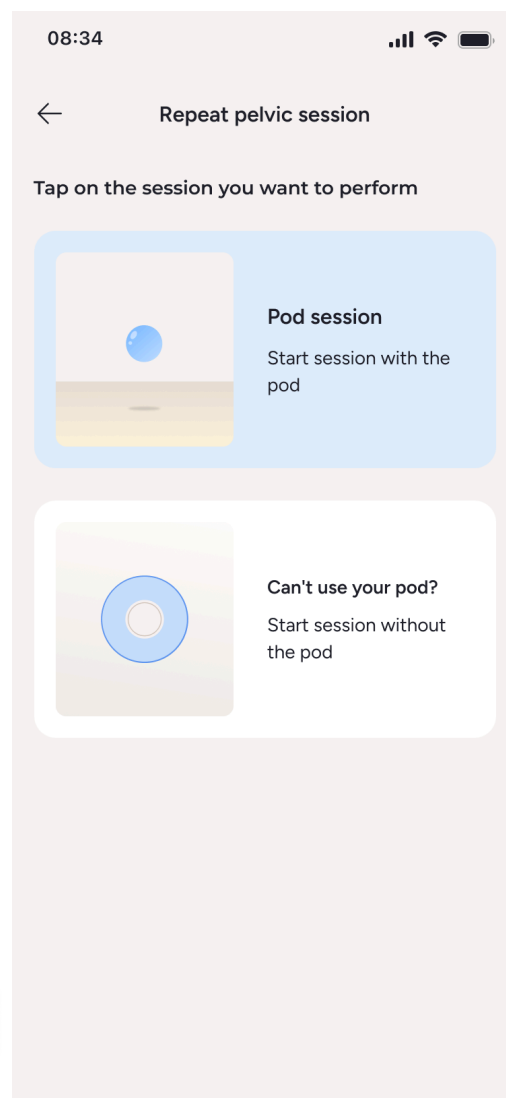 08:34
Repeat pelvic session
Tap on the session you want to perform
Pod session
Start session with the
pod
Can't use your pod?
Start session without
the pod